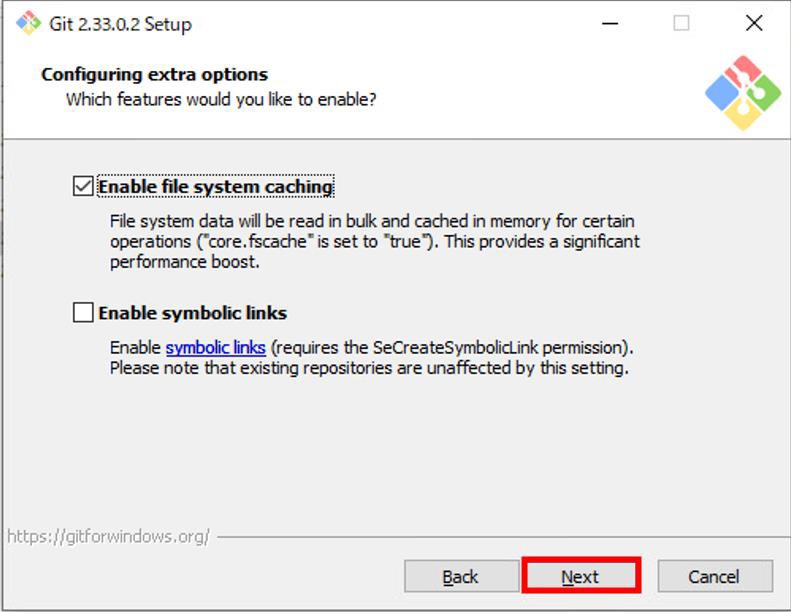 Git 2.33.0.2 Setup
Configuring extra options
Which features would you like to enable?
Enable file system caching
File system data will be read in bulk and cached in memory for certain
operations ("core.fscache" is set to "true"). This provides a significant
performance boost.
Enable symbolic links
Enable symbolic links (requires the SeCreateSymbolicLink permission).
Please note that existing repositories are unaffected by this setting.
https://gitforwindows.org/
Back
Next
Cancel